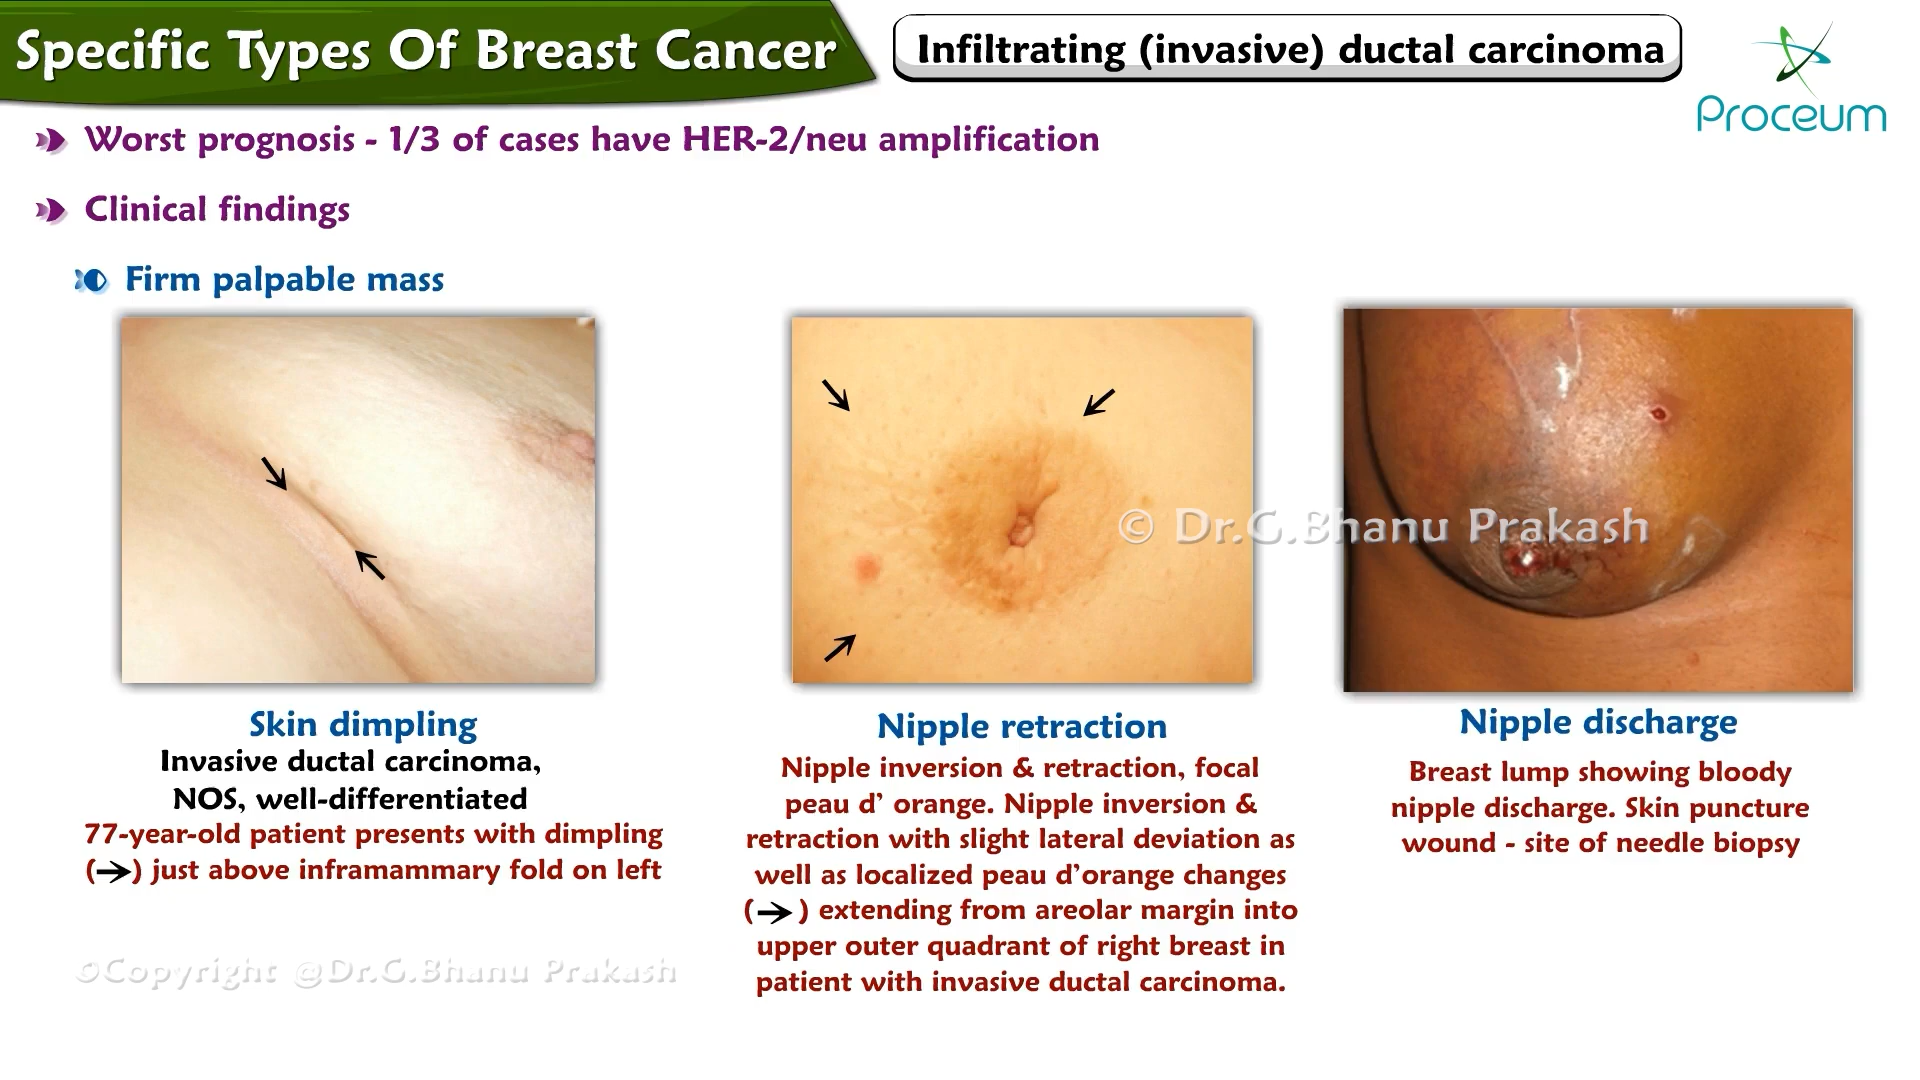 Specific Types Of Breast Cancer
Infiltrating (invasive) ductal carcinoma
Proceum
Worst prognosis - 1/3 of cases have HER-2/neu amplification
Clinical findings
Firm palpable mass
© Dr.G.Bhanu Prakash
Skin dimpling
Invasive ductal carcinoma,
NOS, well-differentiated
77-year-old patient presents with dimpling
(→) just above inframammary fold on left
Nipple retraction
Nipple inversion & retraction, focal
peau d' orange. Nipple inversion &
retraction with slight lateral deviation as
well as localized peau d'orange changes
(→) extending from areolar margin into
upper outer quadrant of right breast in
patient with invasive ductal carcinoma.
Nipple discharge
Breast lump showing bloody
nipple discharge. Skin puncture
wound - site of needle biopsy
©Copyright @Dr.G.Bhanu Prakash